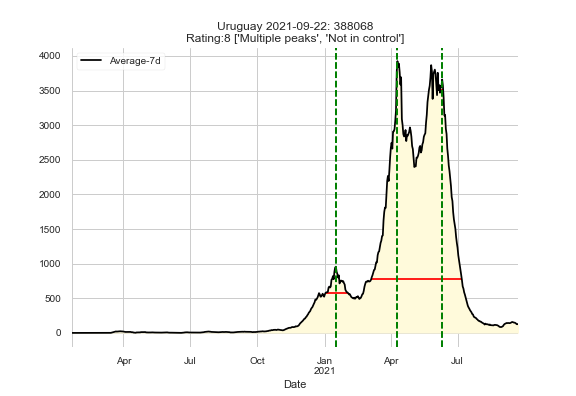 Uruguay 2021-09-22: 388068
Rating:8 ['Multiple peaks', 'Not in control']
Average-7d
4000
3500
3000
2500
2000
1500
1000
500
0
Apr
Jul
Oct
Jan
2021
Apr
Jul
Date